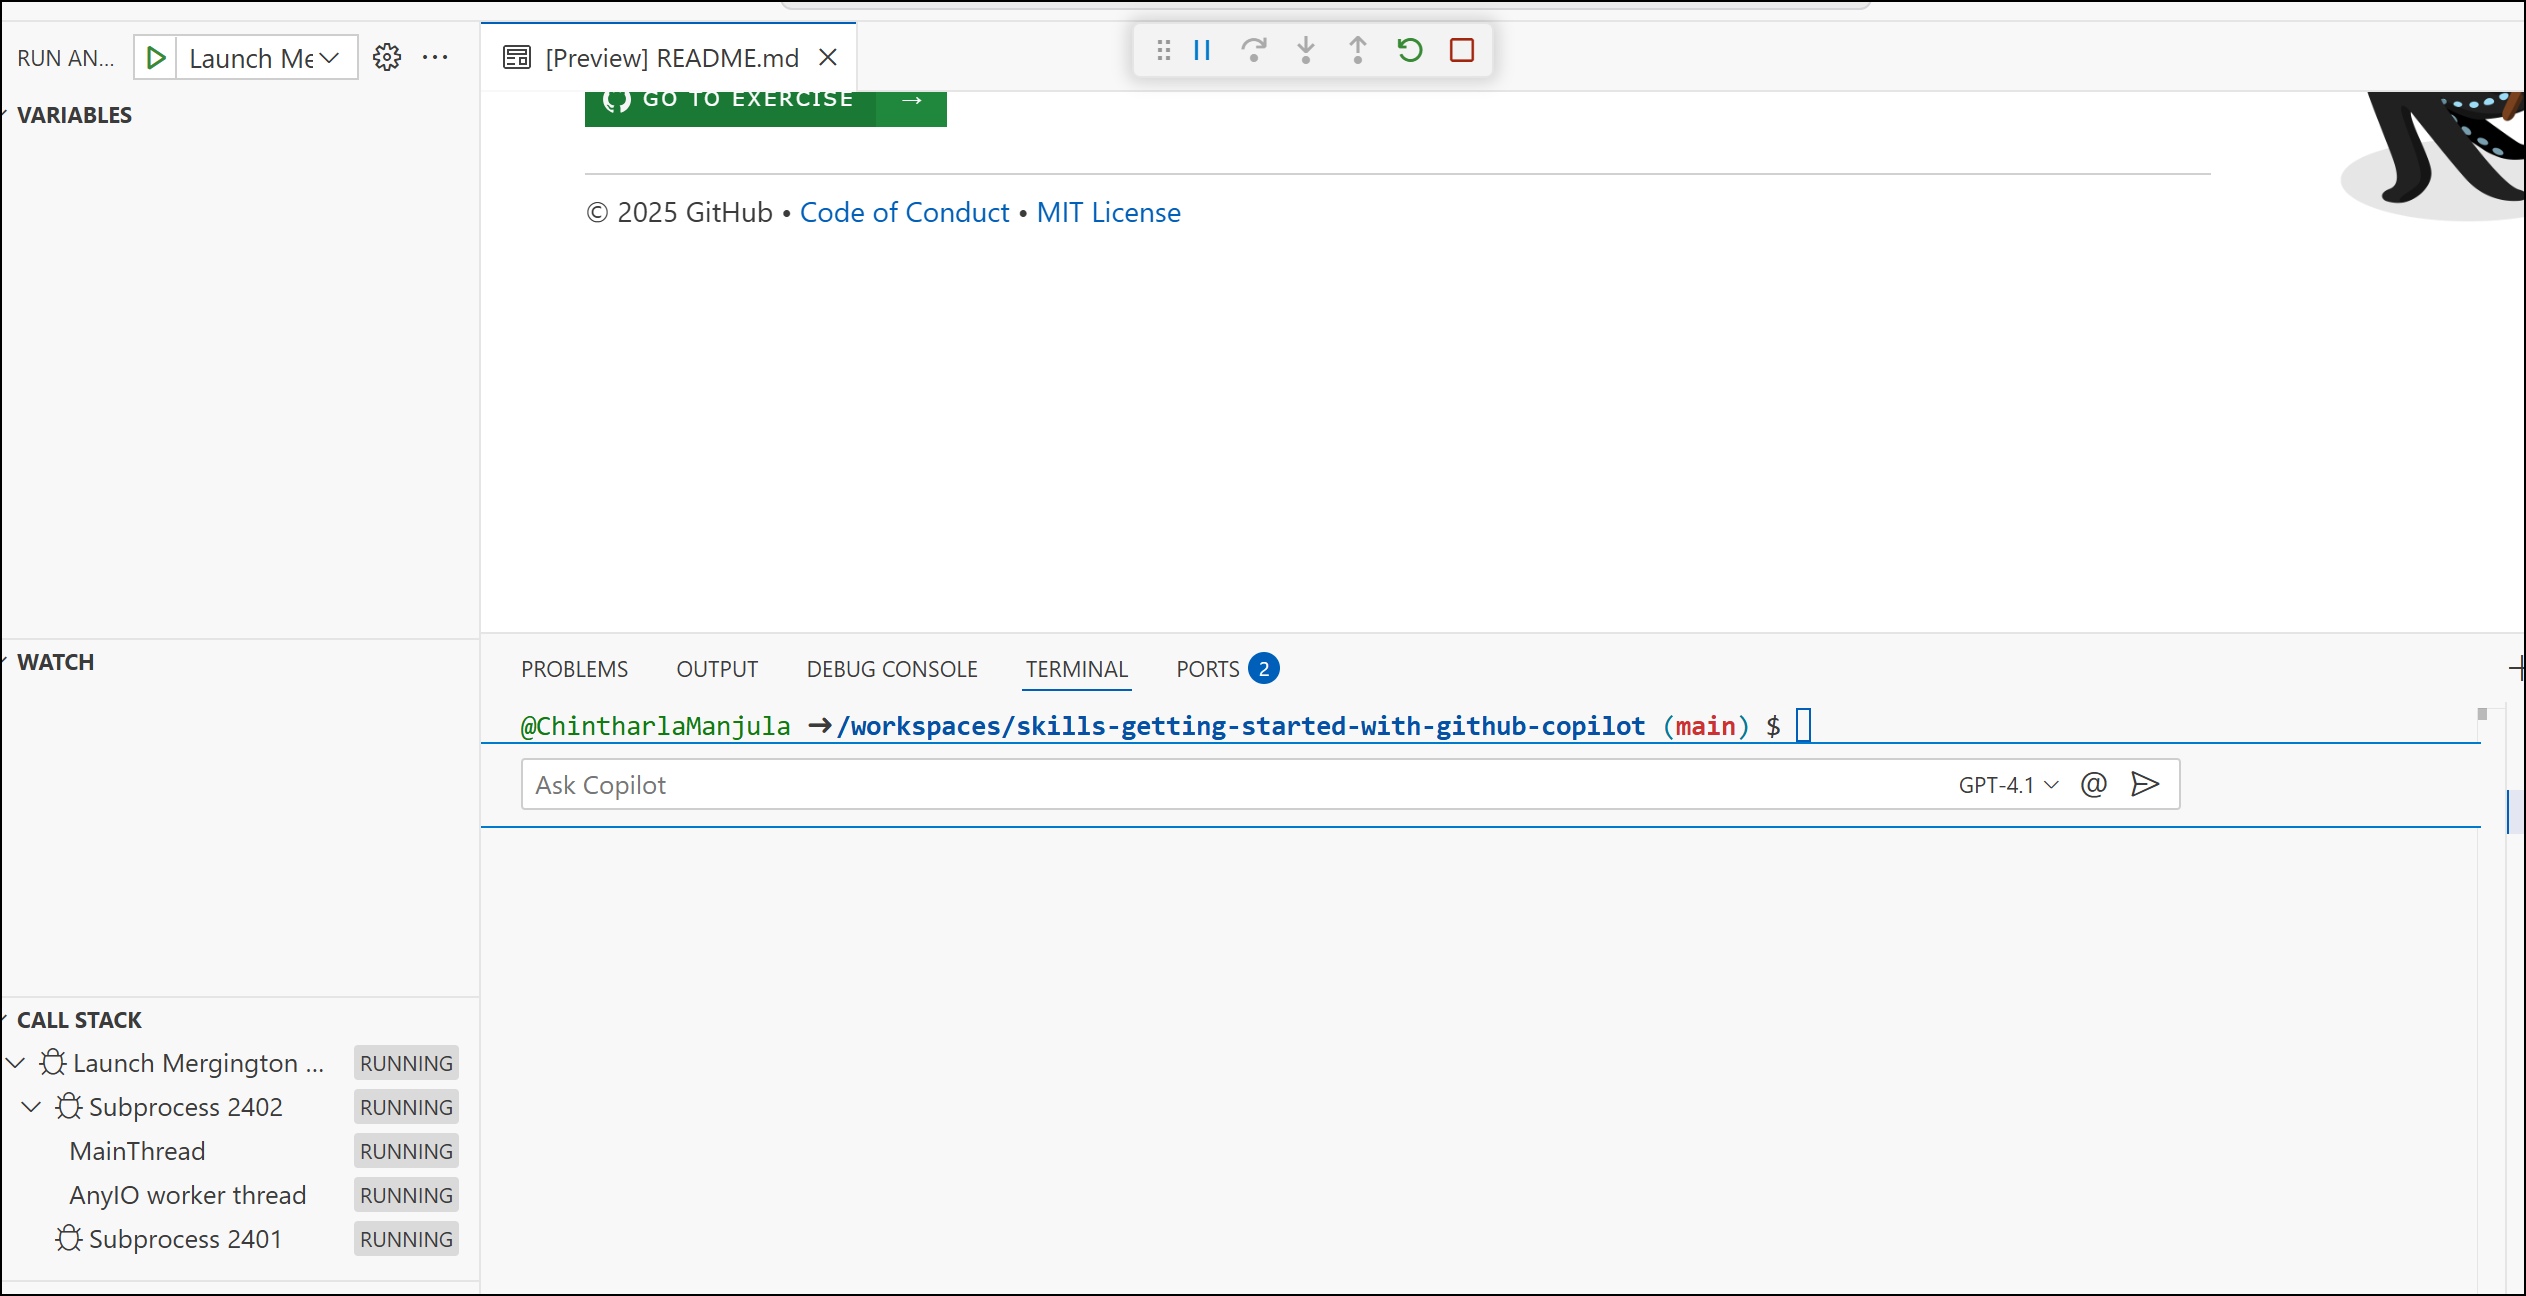 RUN AN...
Launch Me
[Preview] README.md
VARIABLES
GO TO EXERCISE →
© 2025 GitHub • Code of Conduct • MIT License
WATCH
PROBLEMS
OUTPUT
DEBUG CONSOLE
TERMINAL
PORTS 2
@ChintharlaManjula ➜/workspaces/skills-getting-started-with-github-copilot (main) $
Ask Copilot
GPT-4.1
@
CALL STACK
Launch Mergington ... RUNNING
Subprocess 2402 RUNNING
MainThread RUNNING
AnyIO worker thread RUNNING
Subprocess 2401 RUNNING